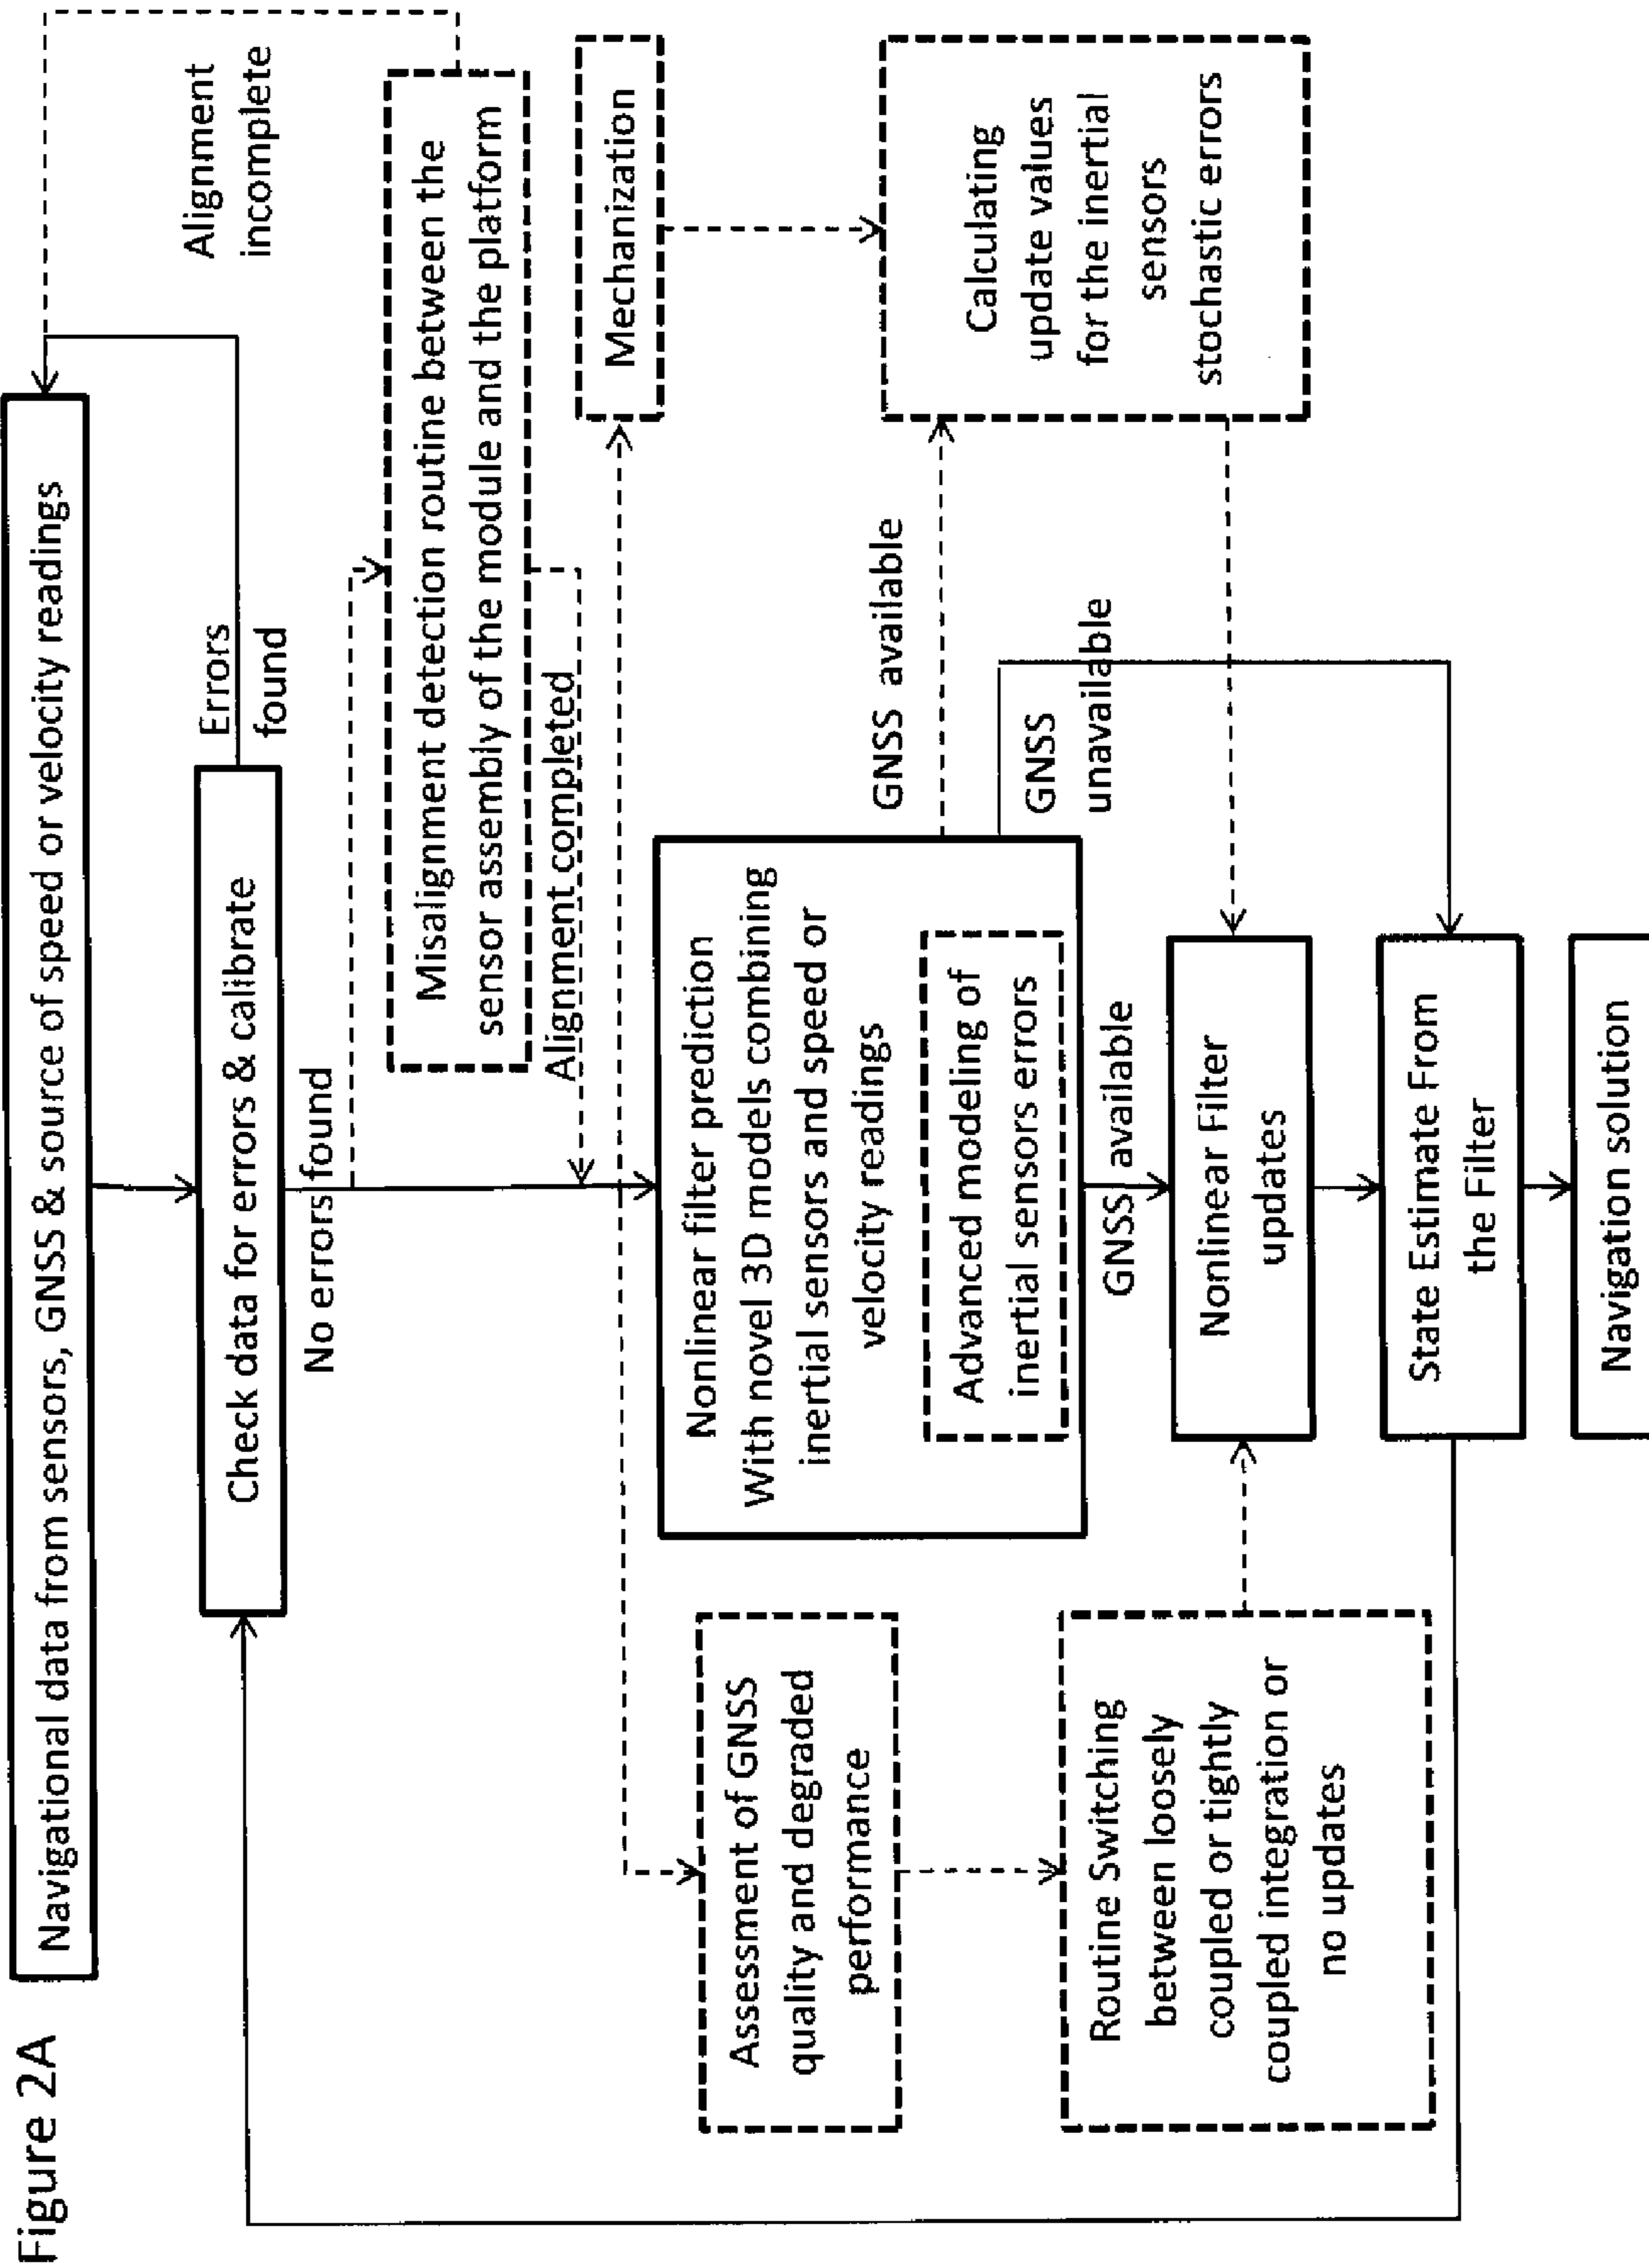 Figure 2A
Navigational data from sensors, GNSS & source of speed or velocity readings
Check data for errors & calibrate
Errors
found
Alignment
incomplete
No errors found
Misalignment detection routine between the
sensor assembly of the module and the platform
Alignment completed
Mechanization
Assessment of GNSS
quality and degraded
performance
Nonlinear filter prediction
With novel 3D models combining
inertial sensors and speed or
velocity readings
Advanced modeling of
inertial sensors errors
GNSS available
GNSS
unavailable
Calculating
update values
for the inertial
sensors
stochastic errors
Routine Switching
between loosely
coupled or tightly
coupled integration or
no updates
GNSS available
Nonlinear Filter
updates
State Estimate From
the Filter
Navigation solution